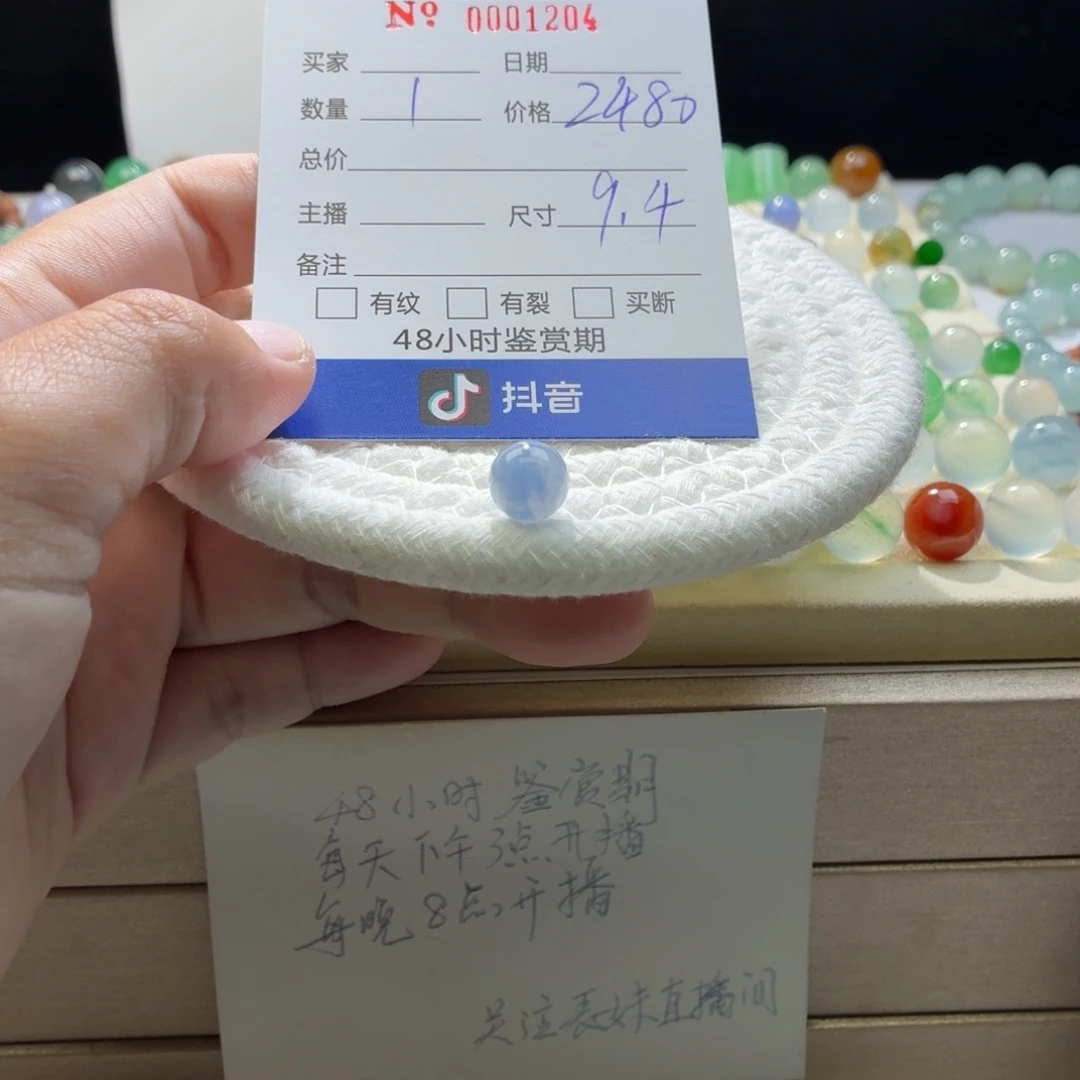 Nº 0001204
买家 日期
数量 1 价格 2480
总价
主播 尺寸 9.4
备注
有纹 有裂 买断
48小时鉴赏期
抖音
48小时鉴赏期
每天下午3点开播
每晚8点开播
关注表妹直播间